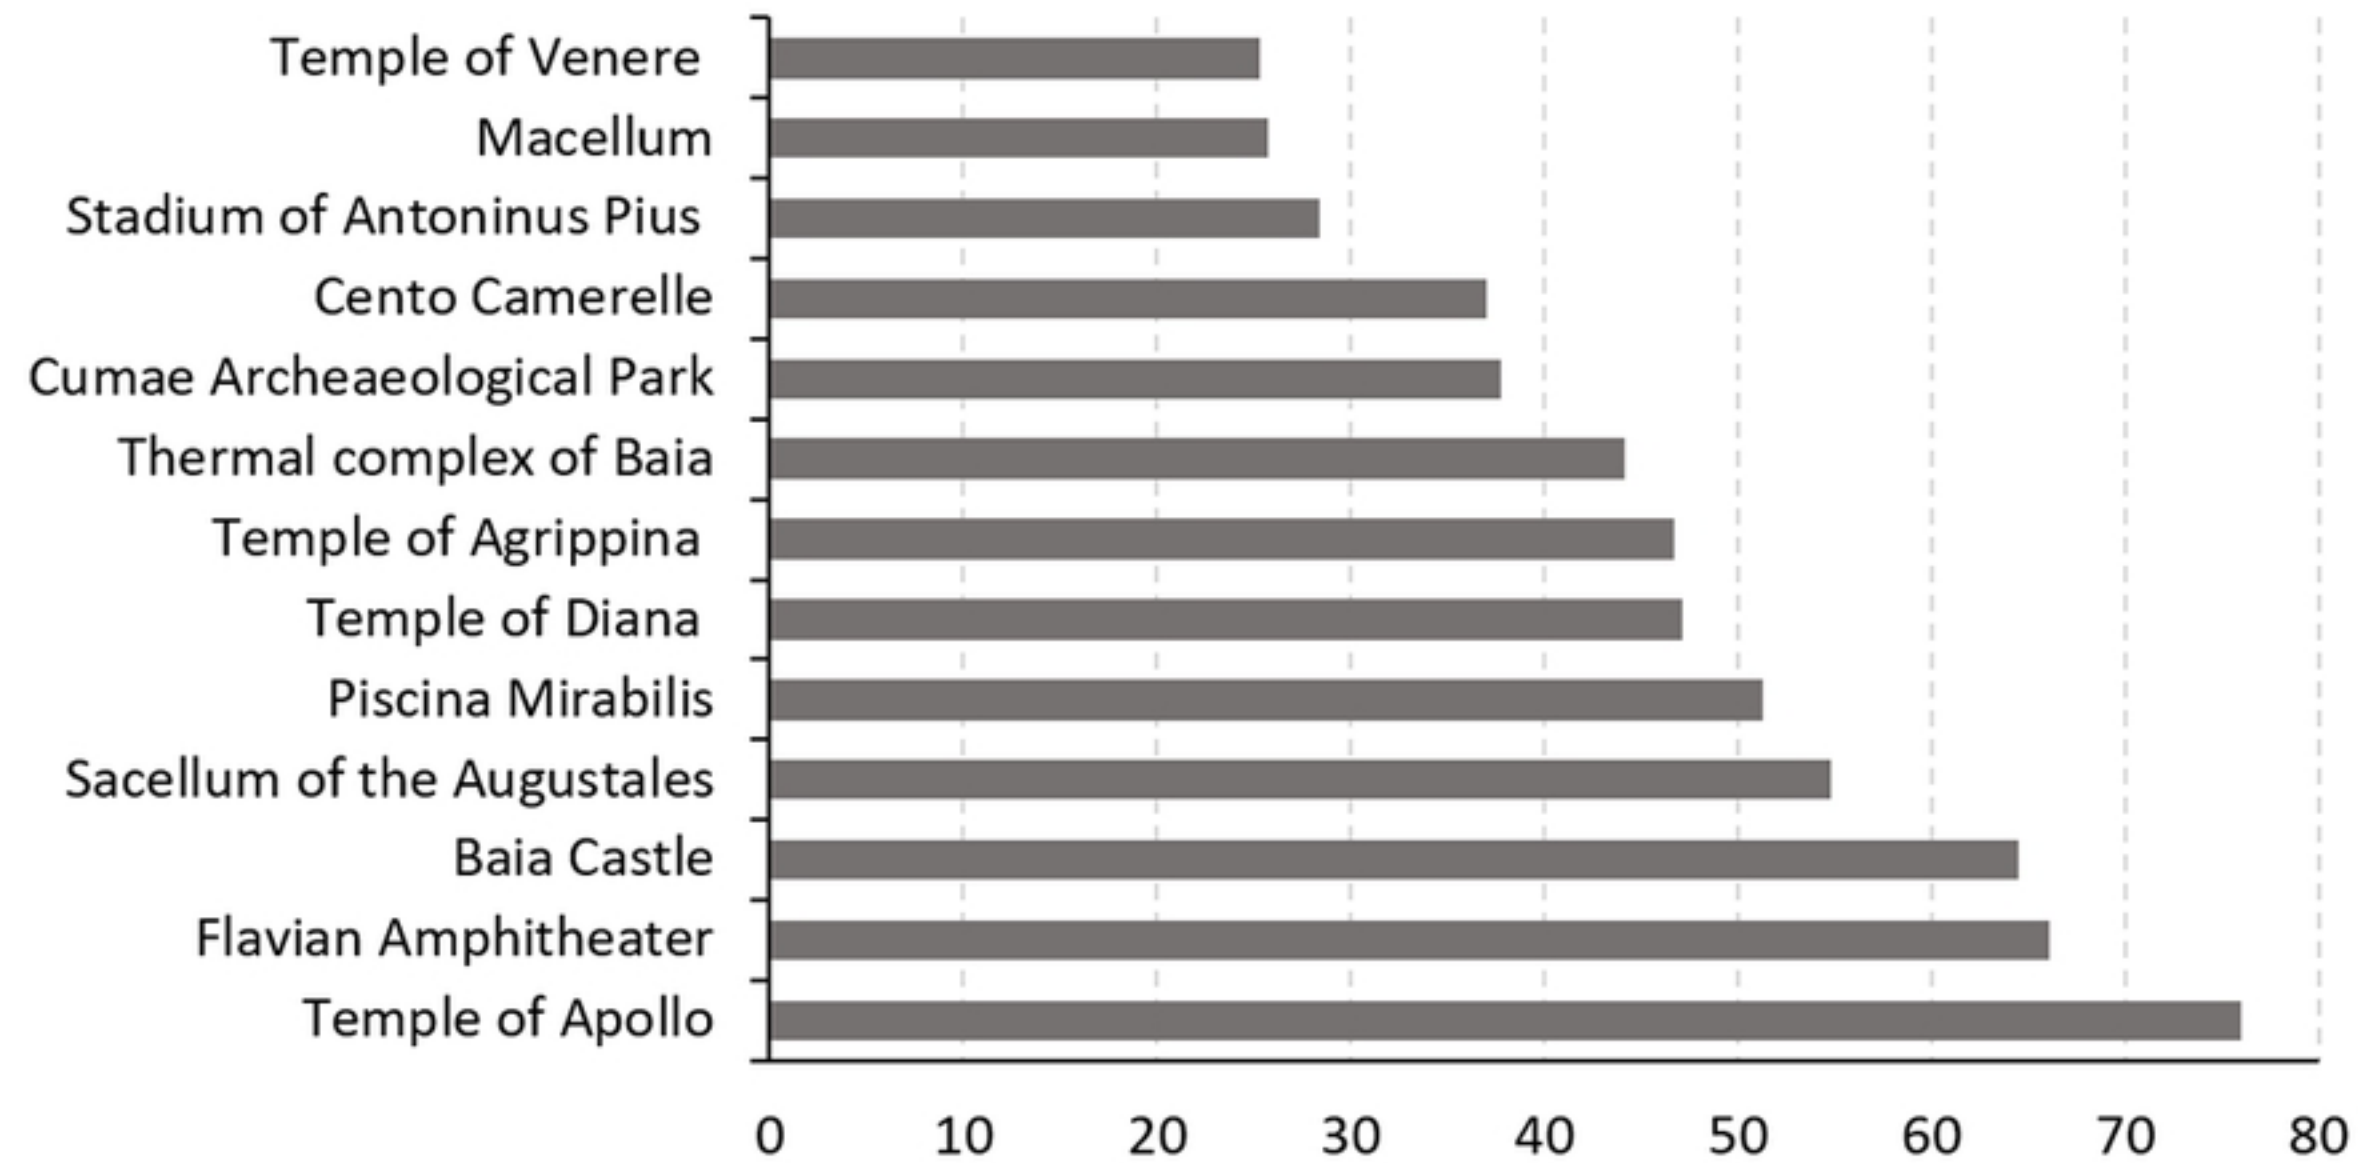 Temple of Venere
Macellum
Stadium of Antoninus Pius
Cento Camerelle
Cumae Archeaeological Park
Thermal complex of Baia
Temple of Agrippina
Temple of Diana
Piscina Mirabilis
Sacellum of the Augustales
Baia Castle
Flavian Amphitheater
Temple of Apollo
0 10 20 30 40 50 60 70 80